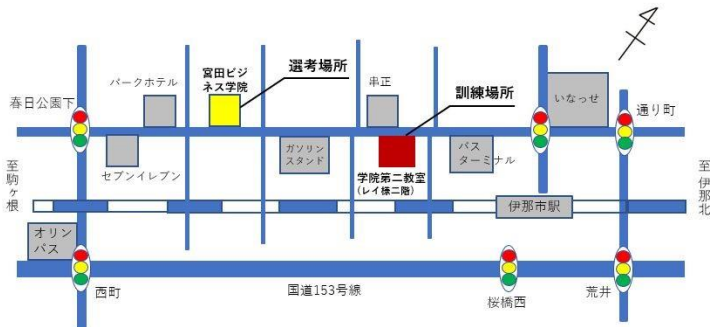 選考場所
宮田ビジ
ネス学院
パークホテル
串正
訓練場所
いなっせ
春日公園下
通り町
ガソリン
スタンド
バス
ターミナル
セブンイレブン
学院第二教室
(レイ様二階)
至
駒
ヶ
根
至
伊
那
北
伊那市駅
オリン
パス
西町
国道153号線
桜橋西
荒井